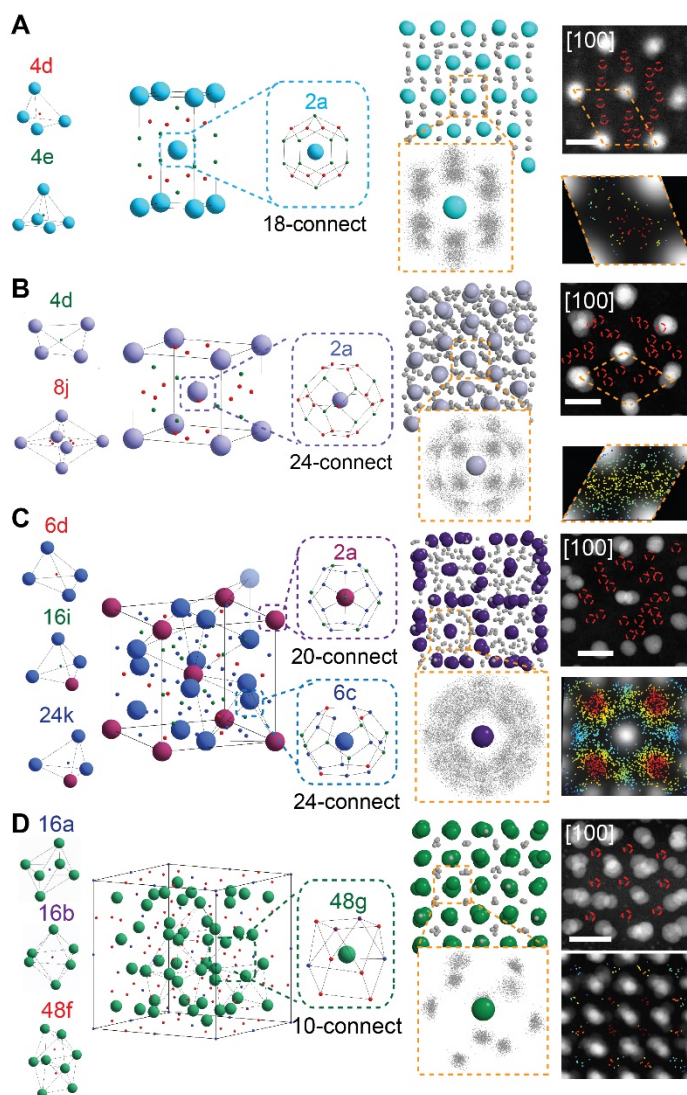 A
4d
4e
2a
18-connect
[100]
B
4d
8j
2a
24-connect
[100]
C
6d
16i
24k
2a
20-connect
6c
24-connect
[100]
D
16a
16b
48f
48g
10-connect
[100]